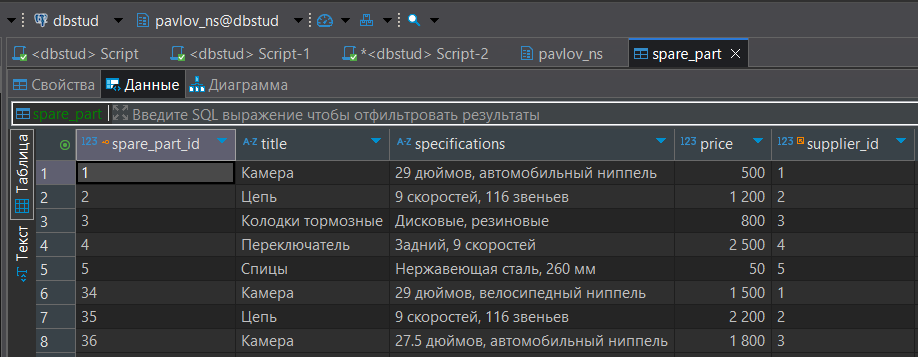 dbstud pavlov_ns@dbstud
<dbstud> Script <dbstud> Script-1 *<dbstud> Script-2 pavlov_ns spare_part
Свойства Данные Диаграмма
spare_part Введите SQL выражение чтобы отфильтровать результаты
Таблица
Текст
123 spare_part_id A-Z title A-Z specifications 123 price 123 supplier_id
1 1 Камера 29 дюймов, автомобильный ниппель 500 1
2 2 Цепь 9 скоростей, 116 звеньев 1 200 2
3 3 Колодки тормозные Дисковые, резиновые 800 3
4 4 Переключатель Задний, 9 скоростей 2 500 4
5 5 Спицы Нержавеющая сталь, 260 мм 50 5
6 34 Камера 29 дюймов, велосипедный ниппель 1 500 1
7 35 Цепь 9 скоростей, 116 звеньев 2 200 2
8 36 Камера 27.5 дюймов, автомобильный ниппель 1 800 3